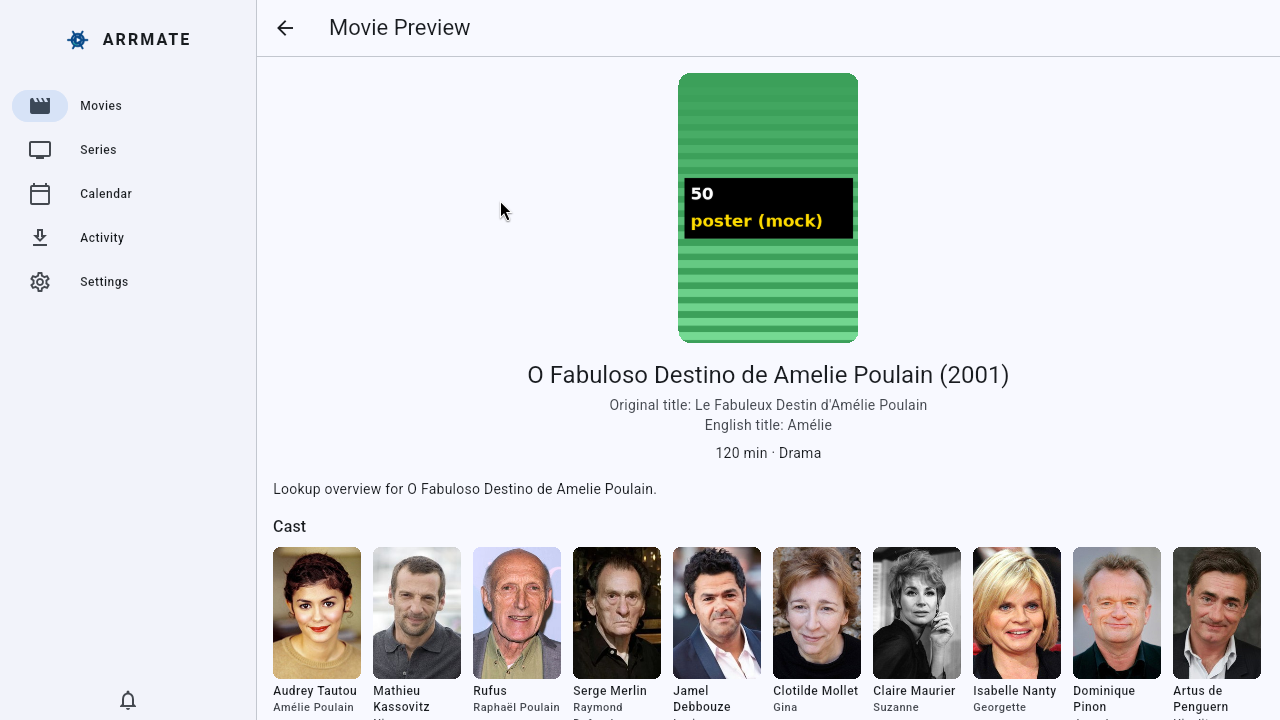 ARRMATE
Movie Preview
Movies
Series
Calendar
Activity
Settings
50
poster (mock)
O Fabuloso Destino de Amelie Poulain (2001)
Original title: Le Fabuleux Destin d'Amélie Poulain
English title: Amélie
120 min · Drama
Lookup overview for O Fabuloso Destino de Amelie Poulain.
Cast
Audrey Tautou
Amélie Poulain
Mathieu
Kassovitz
Rufus
Raphaël Poulain
Serge Merlin
Raymond
Jamel
Debbouze
Clotilde Mollet
Gina
Claire Maurier
Suzanne
Isabelle Nanty
Georgette
Dominique
Pinon
Artus de
Penguern